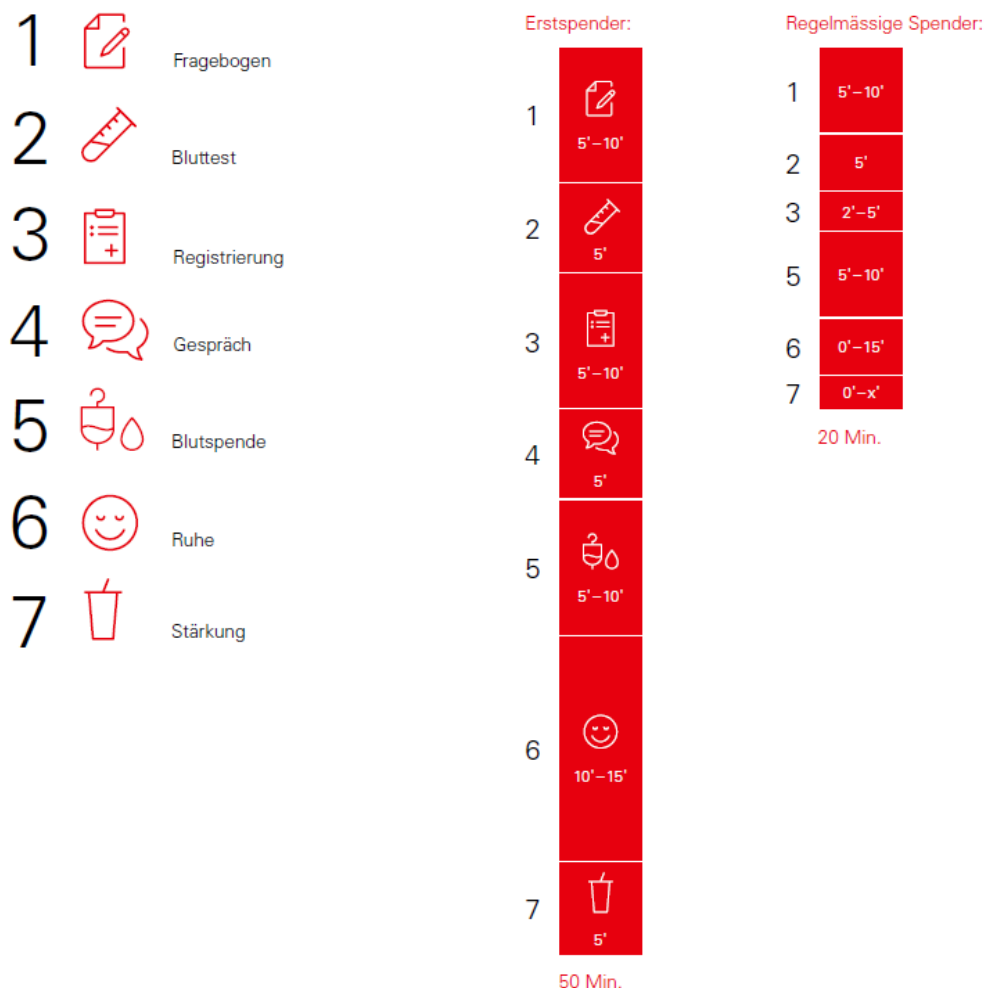 1 Fragebogen
2 Bluttest
3 Registrierung
4 Gespräch
5 Blutspende
6 Ruhe
7 Stärkung
Erstspender:
1 5'–10'
2 5'
3 5'–10'
4 5'
5 5'–10'
6 10'–15'
7 5'
50 Min.
Regelmässige Spender:
1 5'–10'
2 5'
3 2'–5'
5 5'–10'
6 0'–15'
7 0'–x'
20 Min.